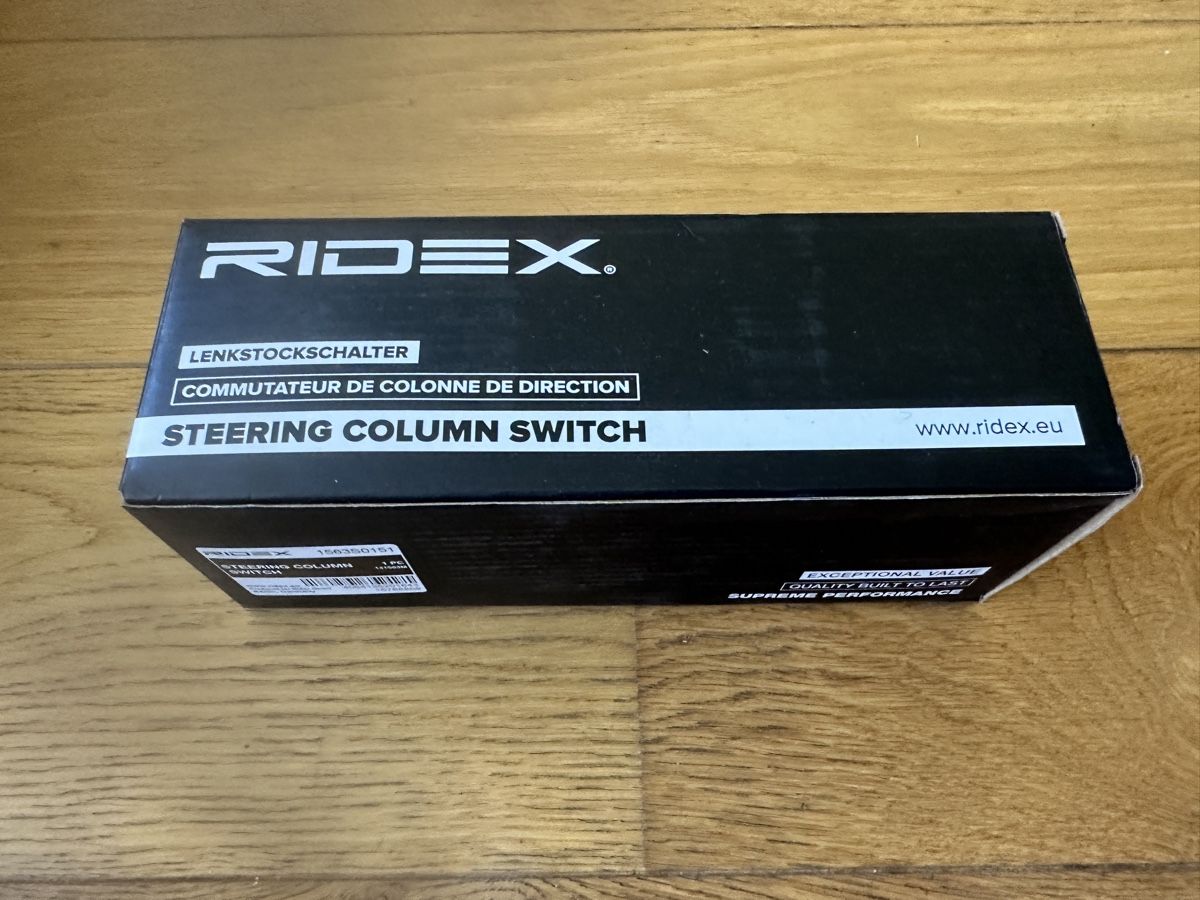 RIDEX®
LENKSTOCKSCHALTER
COMMUTATEUR DE COLONNE DE DIRECTION
STEERING COLUMN SWITCH
www.ridex.eu
RIDEX 1563S0151
STEERING COLUMN
SWITCH
1 PC
EXCEPTIONAL VALUE
QUALITY BUILT TO LAST
SUPREME PERFORMANCE